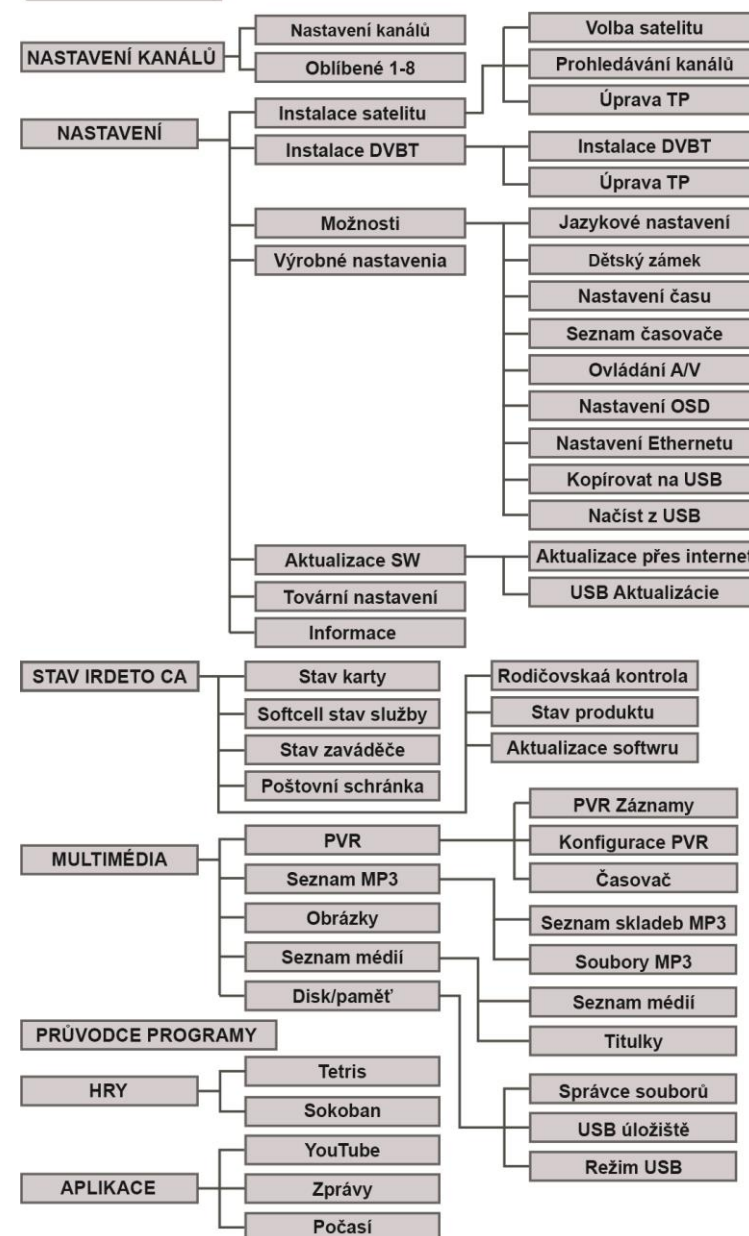 NASTAVENÍ KANÁLŮ
Nastavení kanálů
Oblíbené 1-8
NASTAVENÍ
Instalace satelitu
Volba satelitu
Prohledávání kanálů
Úprava TP
Instalace DVBT
Instalace DVBT
Úprava TP
Možnosti
Jazykové nastavení
Dětský zámek
Nastavení času
Seznam časovače
Ovládání A/V
Nastavení OSD
Nastavení Ethernetu
Kopírovat na USB
Načíst z USB
Výrobné nastavenia
Aktualizace SW
Aktualizace přes internet
USB Aktualizácie
Tovární nastavení
Informace
STAV IRDETO CA
Stav karty
Softcell stav služby
Stav zaváděče
Poštovní schránka
Rodičovskaá kontrola
Stav produktu
Aktualizace softwru
MULTIMÉDIA
PVR
PVR Záznamy
Konfigurace PVR
Časovač
Seznam MP3
Seznam skladeb MP3
Soubory MP3
Obrázky
Seznam médií
Seznam médií
Titulky
Disk/paměť
Správce souborů
USB úložiště
Režim USB
PRŮVODCE PROGRAMY
HRY
Tetris
Sokoban
APLIKACE
YouTube
Zprávy
Počasí